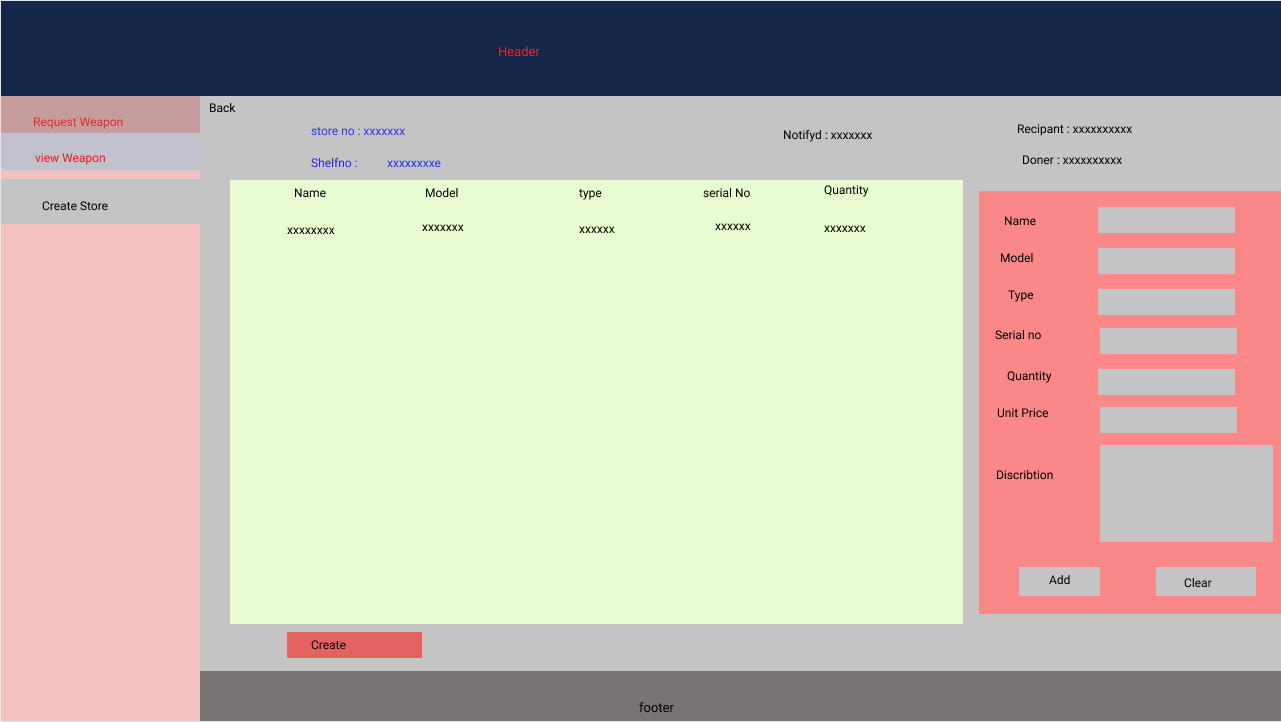 Header
Request Weapon
view Weapon
Create Store
Back
store no : xxxxxxx
Shelfno : xxxxxxxxe
Notifyd : xxxxxxx
Recipant : xxxxxxxxxx
Doner : xxxxxxxxxx
Name Model type serial No Quantity
xxxxxxxx xxxxxxx xxxxxx xxxxxx xxxxxxx
Create
Name
Model
Type
Serial no
Quantity
Unit Price
Discribtion
Add Clear
footer